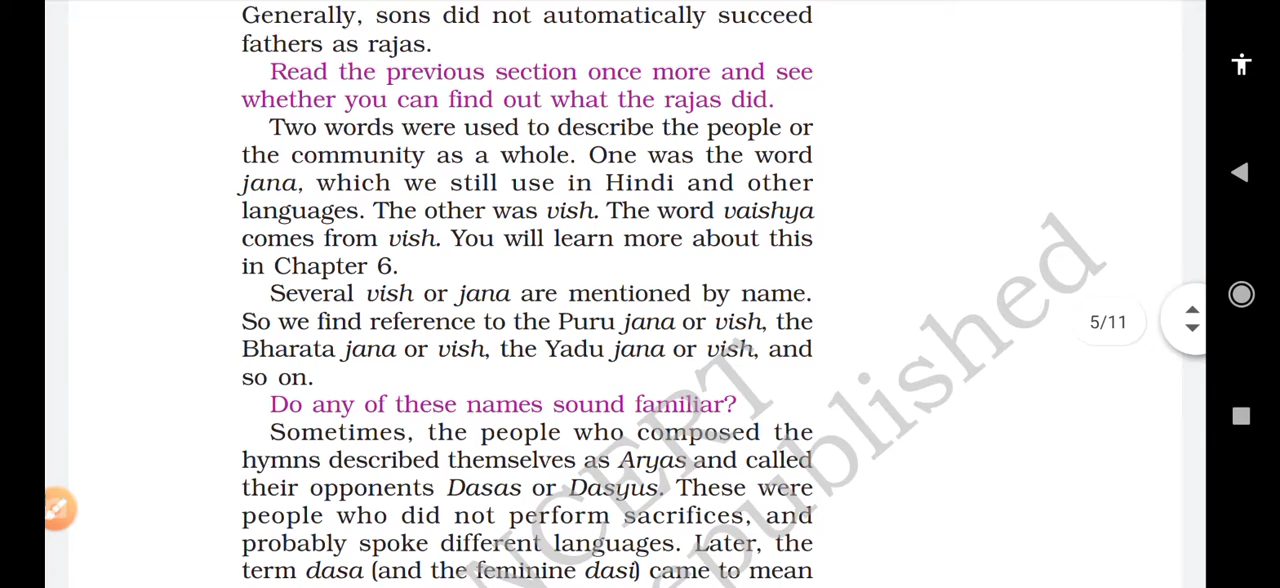 Generally, sons did not automatically succeed
fathers as rajas.
Read the previous section once more and see
whether you can find out what the rajas did.
Two words were used to describe the people or
the community as a whole. One was the word
jana, which we still use in Hindi and other
languages. The other was vish. The word vaishya
comes from vish. You will learn more about this
in Chapter 6.
Several vish or jana are mentioned by name.
So we find reference to the Puru jana or vish, the
Bharata jana or vish, the Yadu jana or vish, and
so on.
Do any of these names sound familiar?
Sometimes, the people who composed the
hymns described themselves as Aryas and called
their opponents Dasas or Dasyus. These were
people who did not perform sacrifices, and
probably spoke different languages. Later, the
term dasa (and the feminine dasi) came to mean
5/11
NCERT
epublished